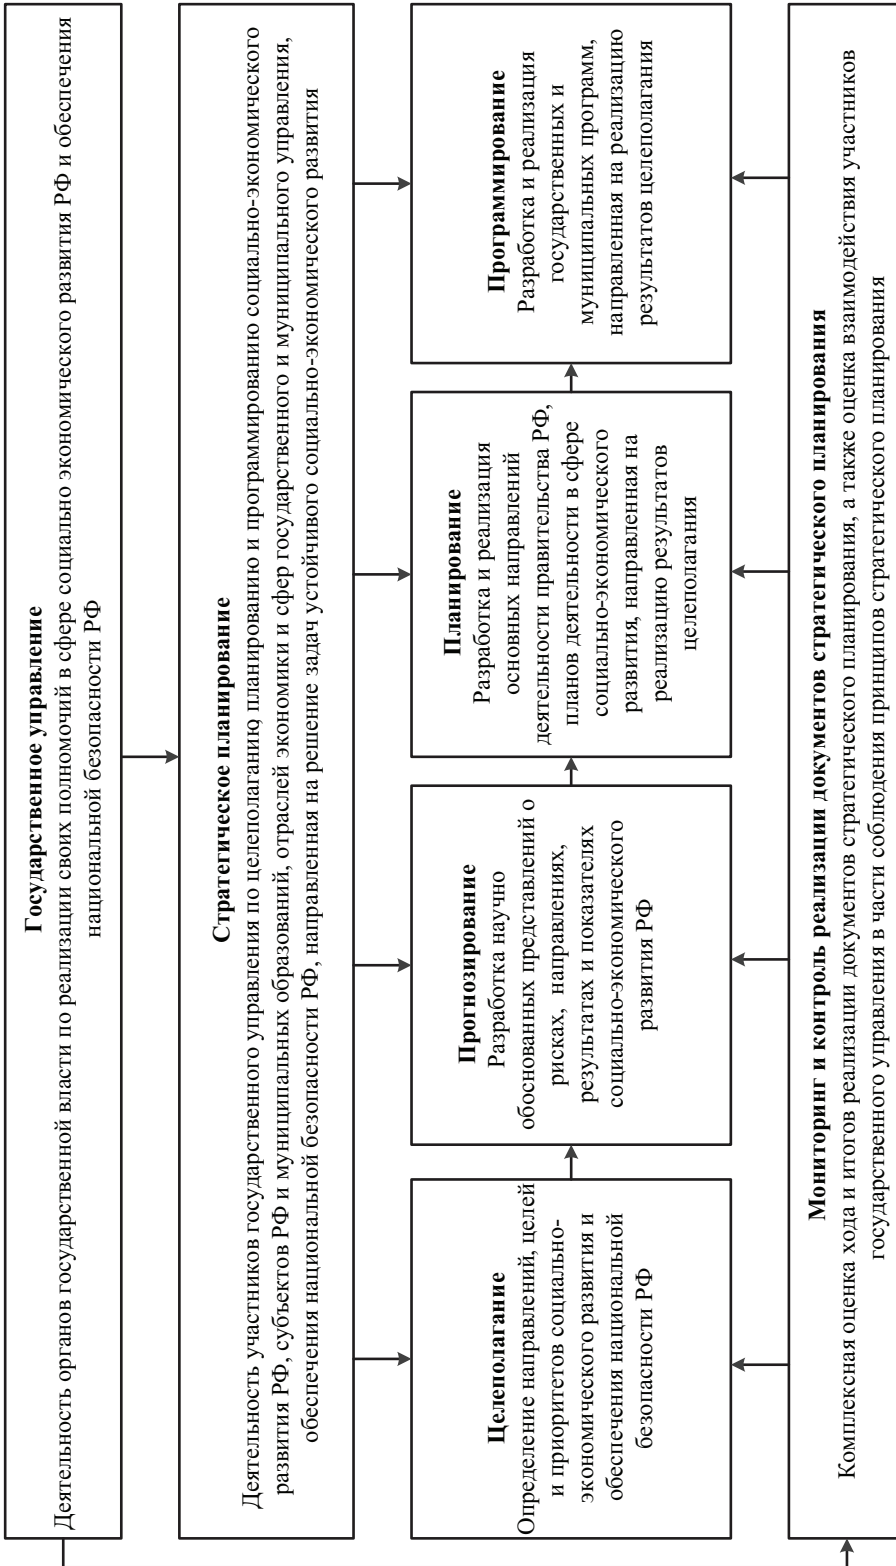 Государственное управление
Деятельность органов государственной власти по реализации своих полномочий в сфере социально экономического развития РФ и обеспечения
национальной безопасности РФ
Стратегическое планирование
Деятельность участников государственного управления по целеполаганию, планированию и программированию социально-экономического
развития РФ, субъектов РФ и муниципальных образований, отраслей экономики и сфер государственного и муниципального управления,
обеспечения национальной безопасности РФ, направленная на решение задач устойчивого социально-экономического развития
Целеполагание
Определение направлений, целей
и приоритетов социально-
экономического развития и
обеспечения национальной
безопасности РФ
Прогнозирование
Разработка научно
обоснованных представлений о
рисках, направлениях,
результатах и показателях
социально-экономического
развития РФ
Планирование
Разработка и реализация
основных направлений
деятельности правительства РФ,
планов деятельности в сфере
социально-экономического
развития, направленная на
реализацию результатов
целеполагания
Программирование
Разработка и реализация
государственных и
муниципальных программ,
направленная на реализацию
результатов целеполагания
Мониторинг и контроль реализации документов стратегического планирования
Комплексная оценка хода и итогов реализации документов стратегического планирования, а также оценка взаимодействия участников
государственного управления в части соблюдения принципов стратегического планирования